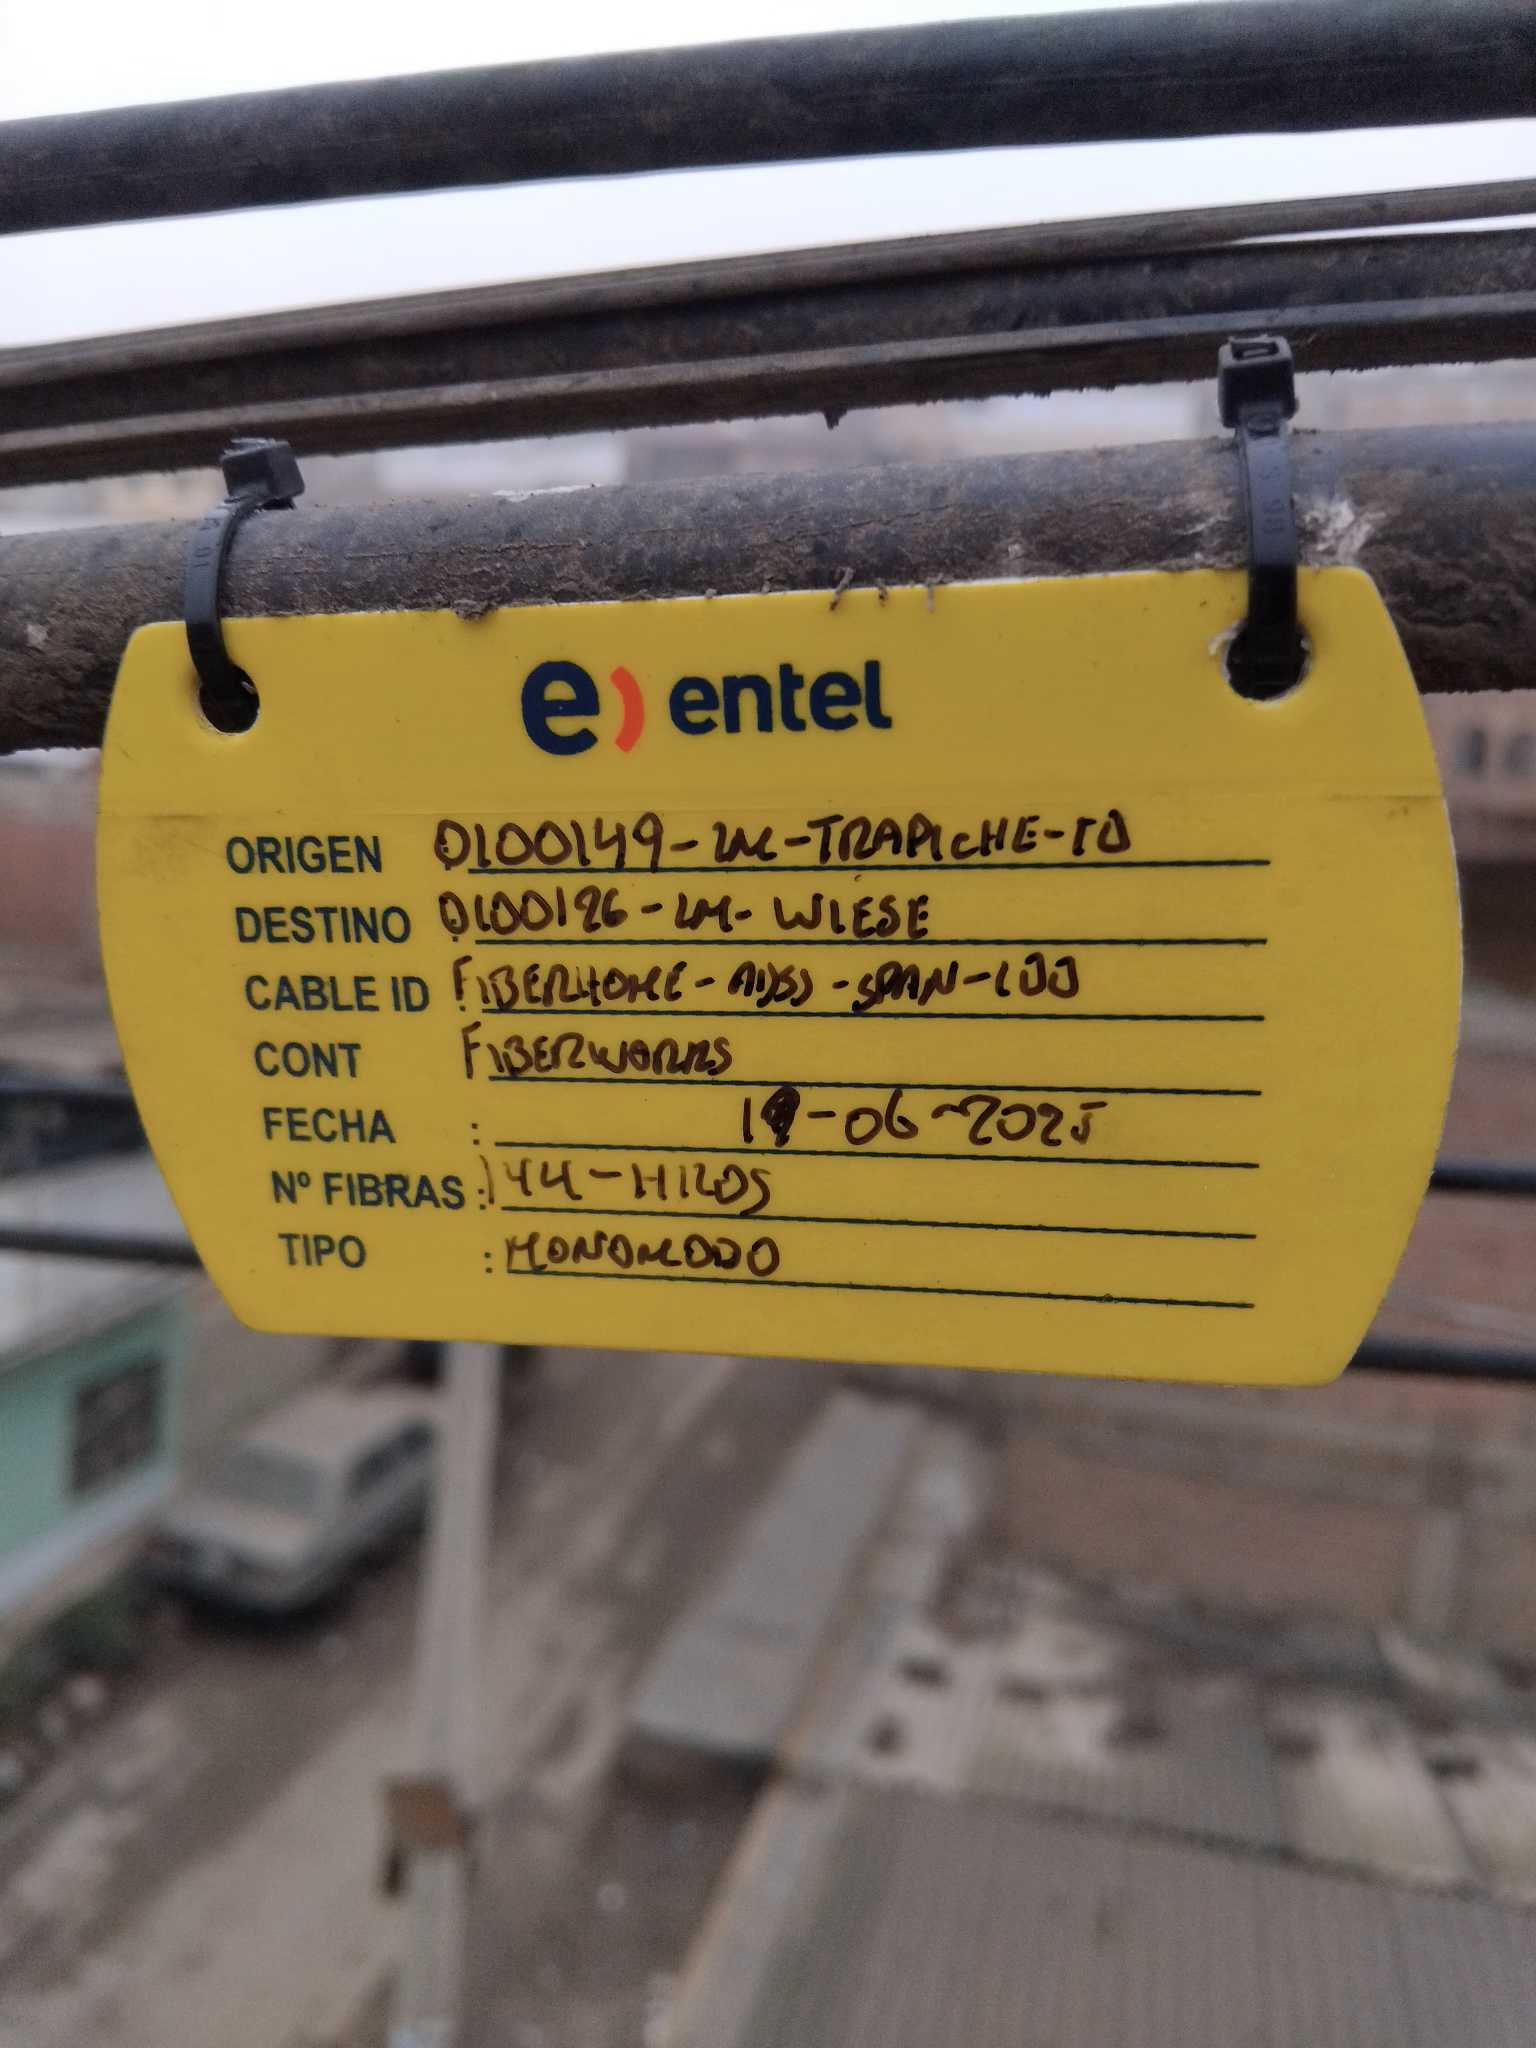 e) entel
ORIGEN 0100149-LM-TRAPICHE-TD
DESTINO 0100126-LM-WIESE
CABLE ID FIBERHOME-ADSS-SPAN-100
CONT FIBERWORKS
FECHA : -06-2025
Nº FIBRAS : 144-HILOS
TIPO : MONOMODO